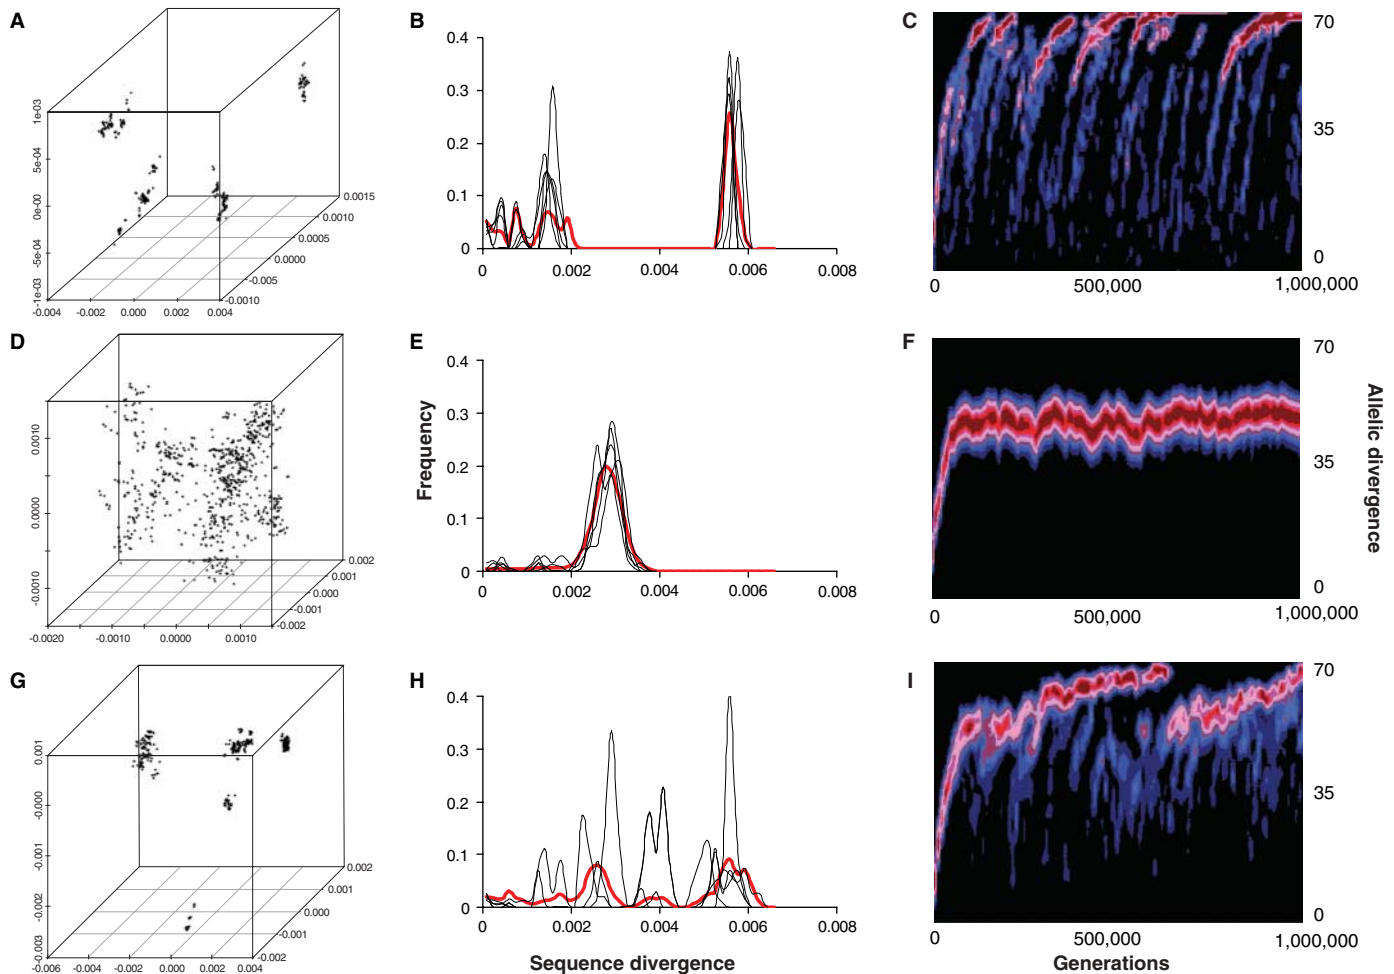 A
1e-03
5e-04
0e-00
-5e-04
-1e-03
-0.004 -0.002 0.000 0.002 0.004
0.0015
0.0010
0.0005
0.0000
-0.005
-0.0010
B
0.4
0.3
0.2
0.1
0
0 0.002 0.004 0.006 0.008
C
70
35
0
0 500,000 1,000,000
D
0.0010
0.0000
-0.0010
-0.0020 -0.0010 0.0000 0.0010
0.002
0.001
0.000
-0.001
-0.002
E
Frequency
0.4
0.3
0.2
0.1
0
0 0.002 0.004 0.006 0.008
F
70
35
0
0 500,000 1,000,000
Allelic divergence
G
0.001
-0.000
-0.001
-0.002
-0.003
-0.006 -0.004 -0.002 0.000 0.002 0.004
0.002
0.001
0.000
-0.001
-0.002
H
0.4
0.3
0.2
0.1
0
0 0.002 0.004 0.006 0.008
Sequence divergence
I
70
35
0
0 500,000 1,000,000
Generations